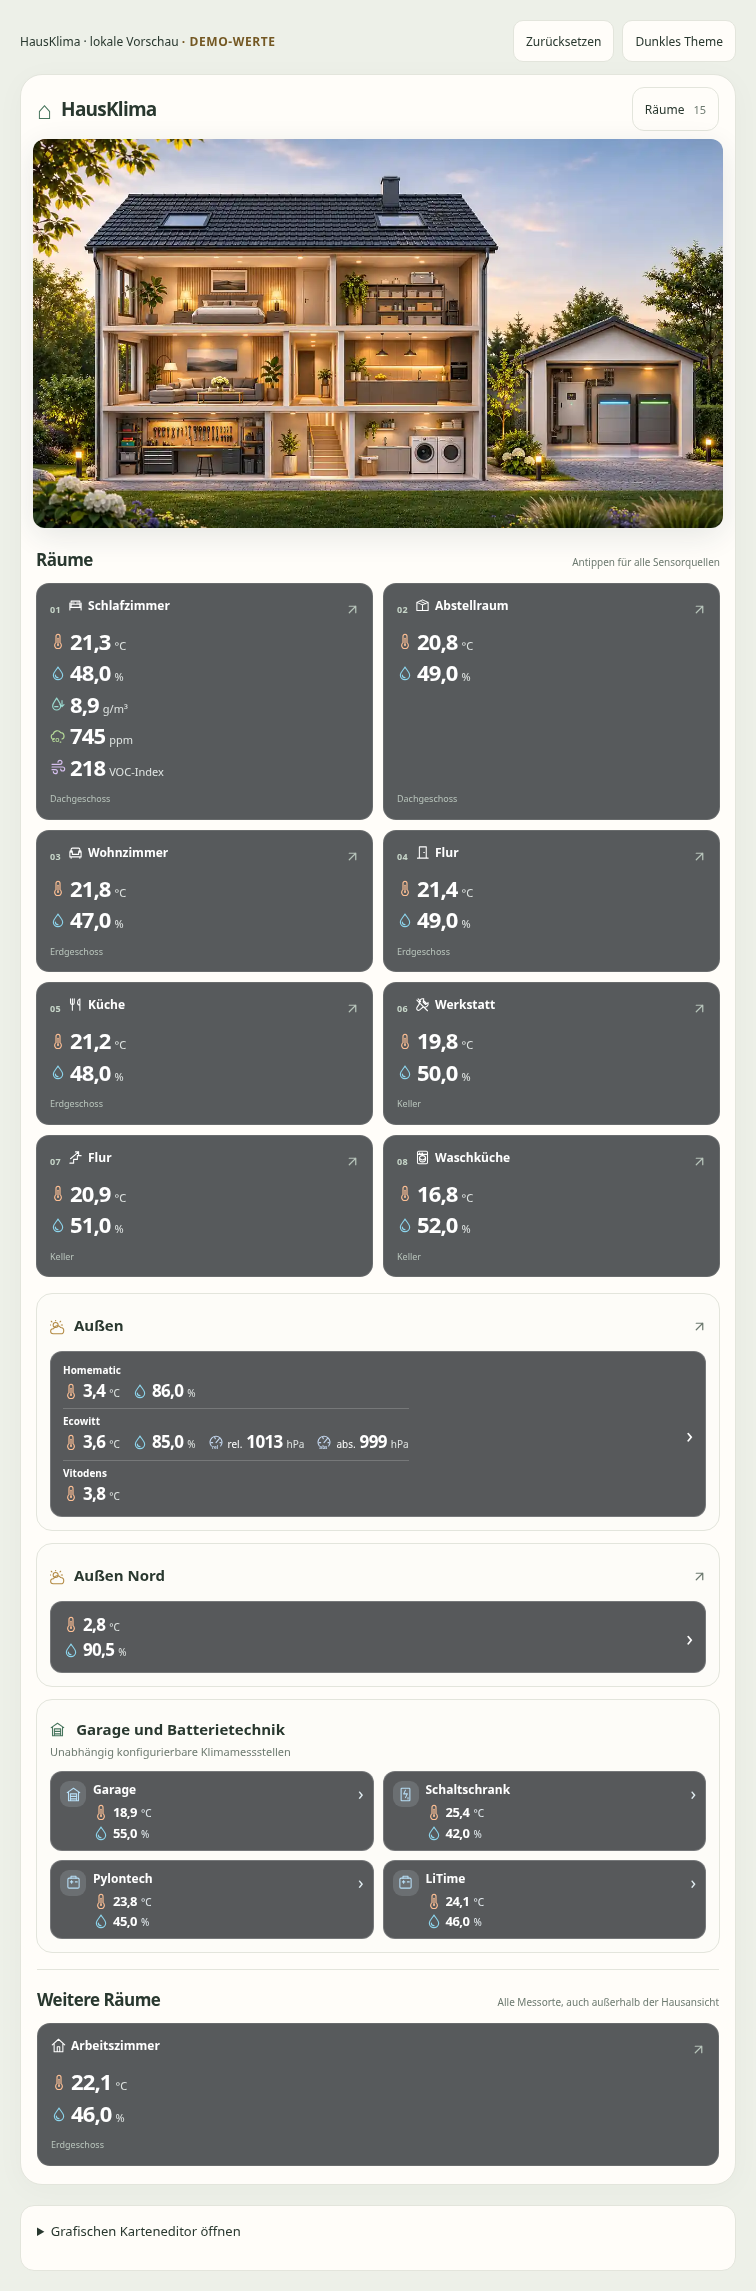 HausKlima · lokale Vorschau · DEMO-WERTE
Zurücksetzen
Dunkles Theme
HausKlima
Räume 15
Räume
Antippen für alle Sensorquellen
01 Schlafzimmer
21,3 °C
48,0 %
8,9 g/m³
745 ppm
218 VOC-Index
Dachgeschoss
02 Abstellraum
20,8 °C
49,0 %
Dachgeschoss
03 Wohnzimmer
21,8 °C
47,0 %
Erdgeschoss
04 Flur
21,4 °C
49,0 %
Erdgeschoss
05 Küche
21,2 °C
48,0 %
Erdgeschoss
06 Werkstatt
19,8 °C
50,0 %
Keller
07 Flur
20,9 °C
51,0 %
Keller
08 Waschküche
16,8 °C
52,0 %
Keller
Außen
Homematic
3,4 °C 86,0 %
Ecowitt
3,6 °C 85,0 % rel. 1013 hPa abs. 999 hPa
Vitodens
3,8 °C
Außen Nord
2,8 °C
90,5 %
Garage und Batterietechnik
Unabhängig konfigurierbare Klimamessstellen
Garage
18,9 °C
55,0 %
Schaltschrank
25,4 °C
42,0 %
Pylontech
23,8 °C
45,0 %
LiTime
24,1 °C
46,0 %
Weitere Räume
Alle Messorte, auch außerhalb der Hausansicht
Arbeitszimmer
22,1 °C
46,0 %
Erdgeschoss
Grafischen Karteneditor öffnen